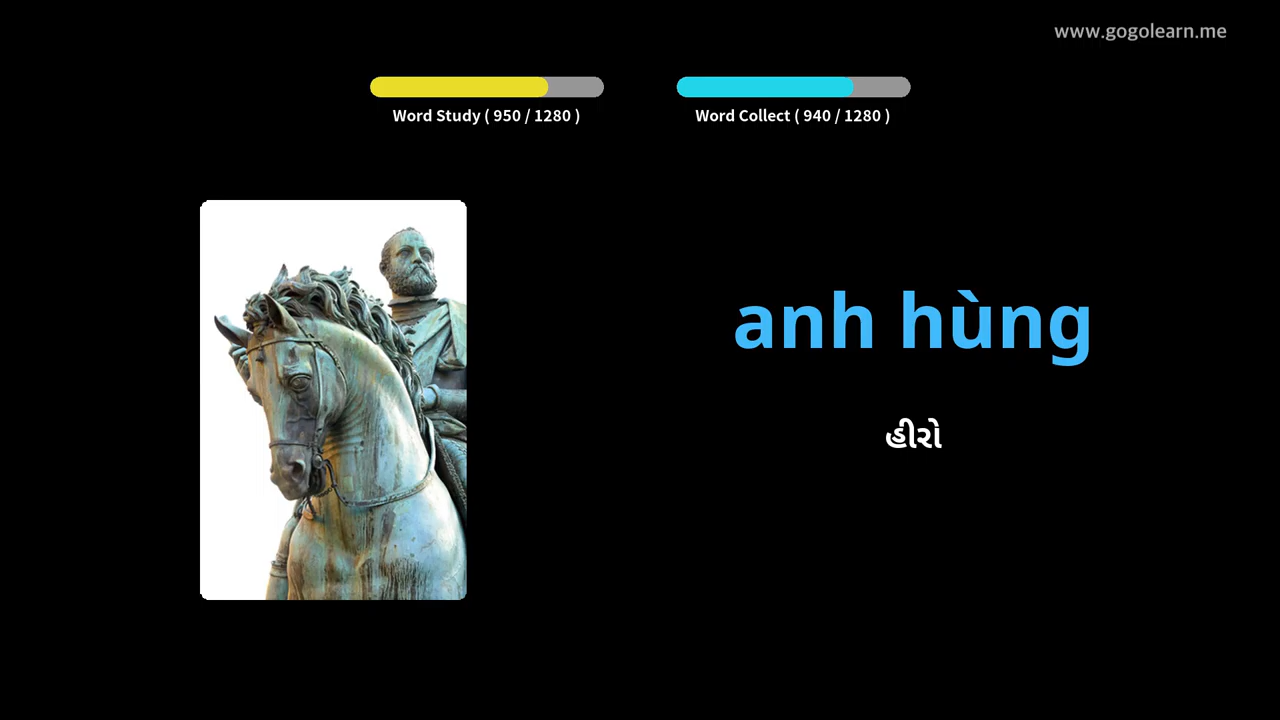 www.gogolearn.me
Word Study ( 950 / 1280 )
Word Collect ( 940 / 1280 )
anh hùng
હીરો